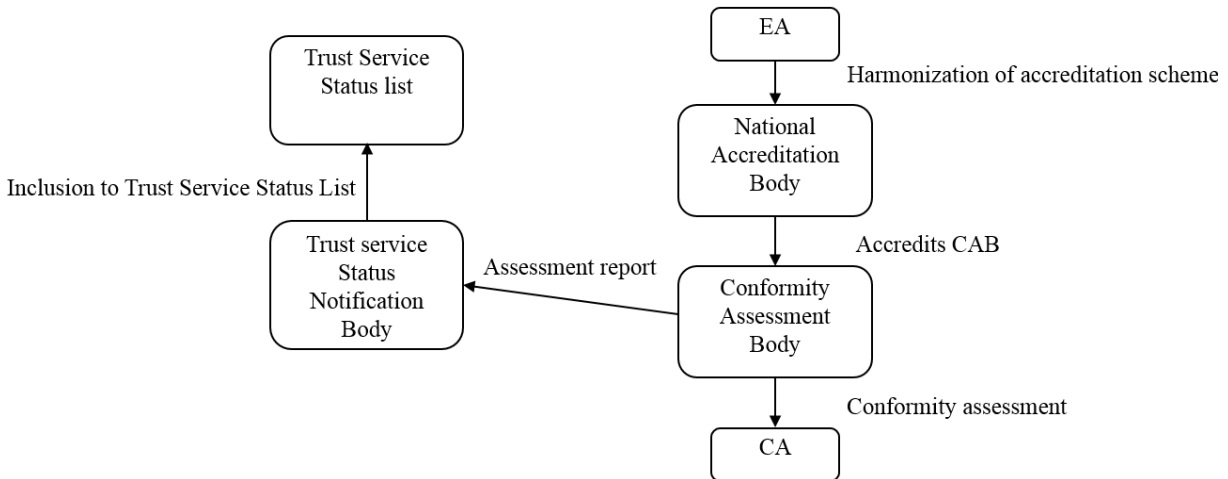 EA
Harmonization of accreditation scheme
Trust Service
Status list
National
Accreditation
Body
Inclusion to Trust Service Status List
Accredits CAB
Trust service
Status
Notification
Body
Assessment report
Conformity
Assessment
Body
Conformity assessment
CA